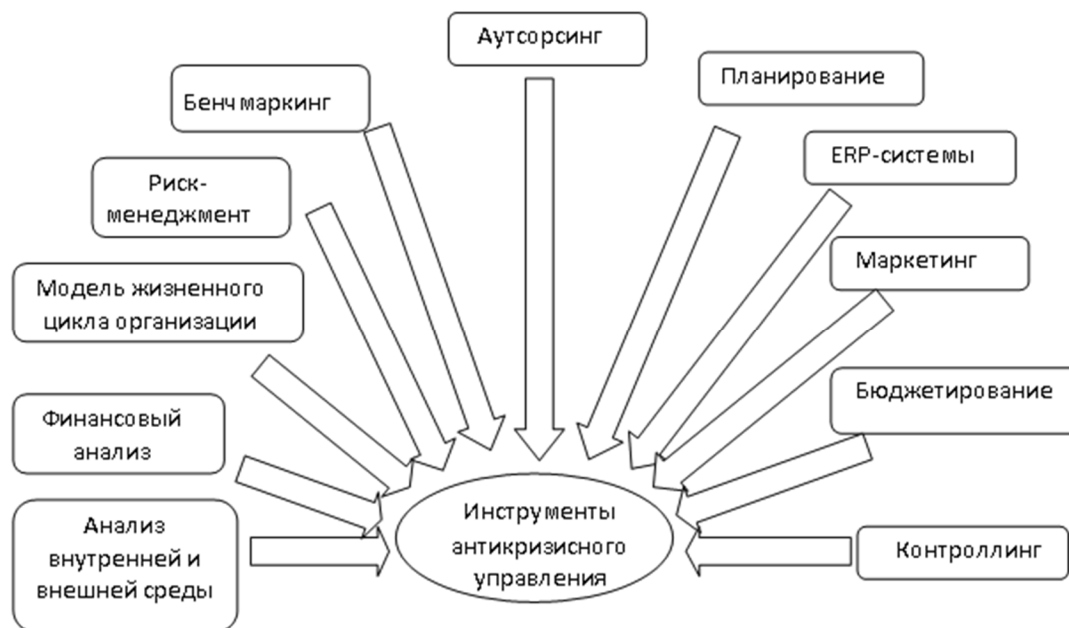 Аутсорсинг
Планирование
Бенч маркинг
ERP-системы
Риск-
менеджмент
Маркетинг
Модель жизненного
цикла организации
Бюджетирование
Финансовый
анализ
Анализ
внутренней и
внешней среды
Инструменты
антикризисного
управления
Контроллинг